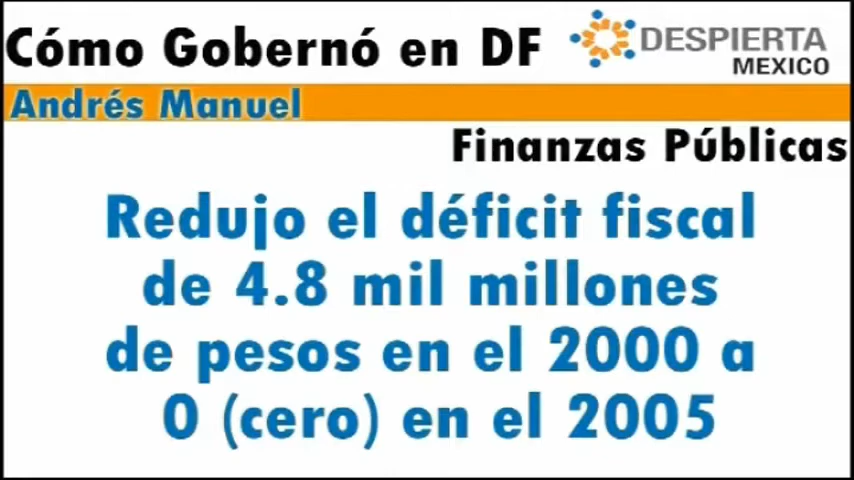 Cómo Gobernó en DF
DESPIERTA
MEXICO
Andrés Manuel
Finanzas Públicas
Redujo el déficit fiscal
de 4.8 mil millones
de pesos en el 2000 a
0 (cero) en el 2005